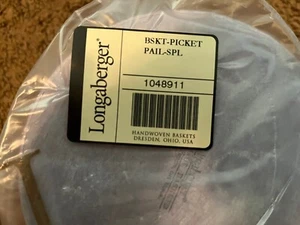 Longaberger®
BSKT-PICKET
PAIL-SPL
1048911
HANDWOVEN BASKETS
DRESDEN, OHIO, USA